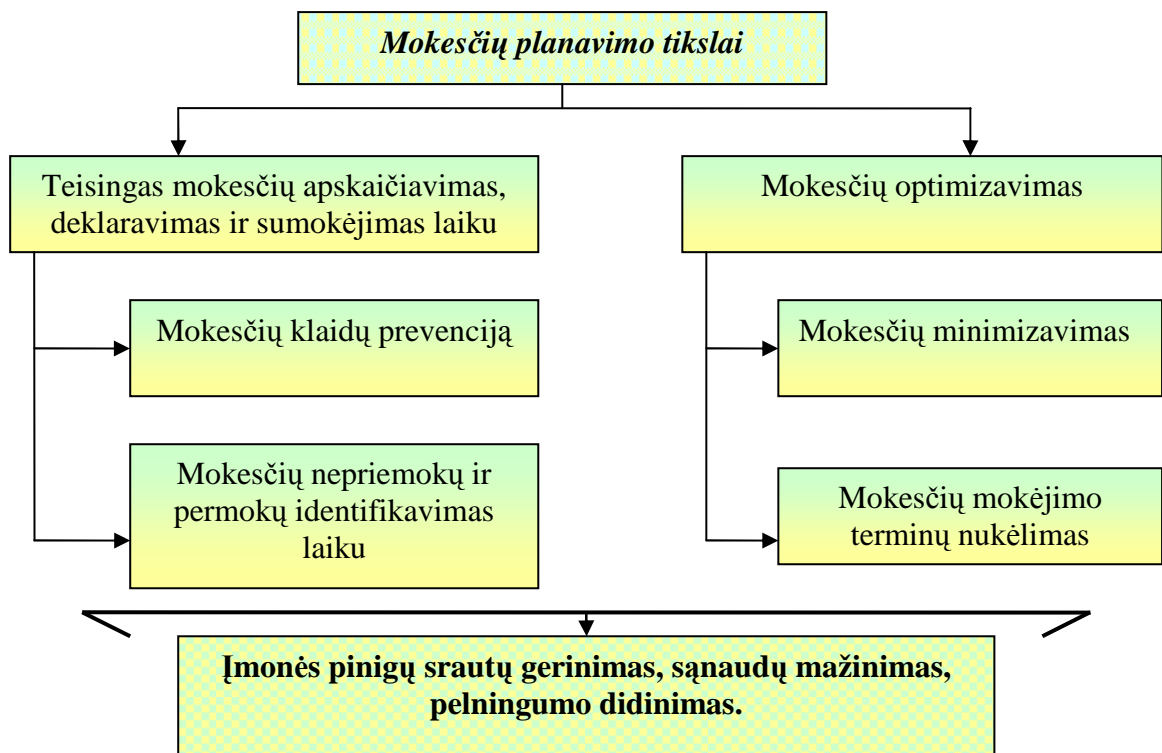 Mokesčių planavimo tikslai
Teisingas mokesčių apskaičiavimas,
deklaravimas ir sumokėjimas laiku
Mokesčių klaidų prevenciją
Mokesčių nepriemokų ir
permokų identifikavimas
laiku
Mokesčių optimizavimas
Mokesčių minimizavimas
Mokesčių mokėjimo
terminų nukėlimas
Įmonės pinigų srautų gerinimas, sąnaudų mažinimas,
pelningumo didinimas.